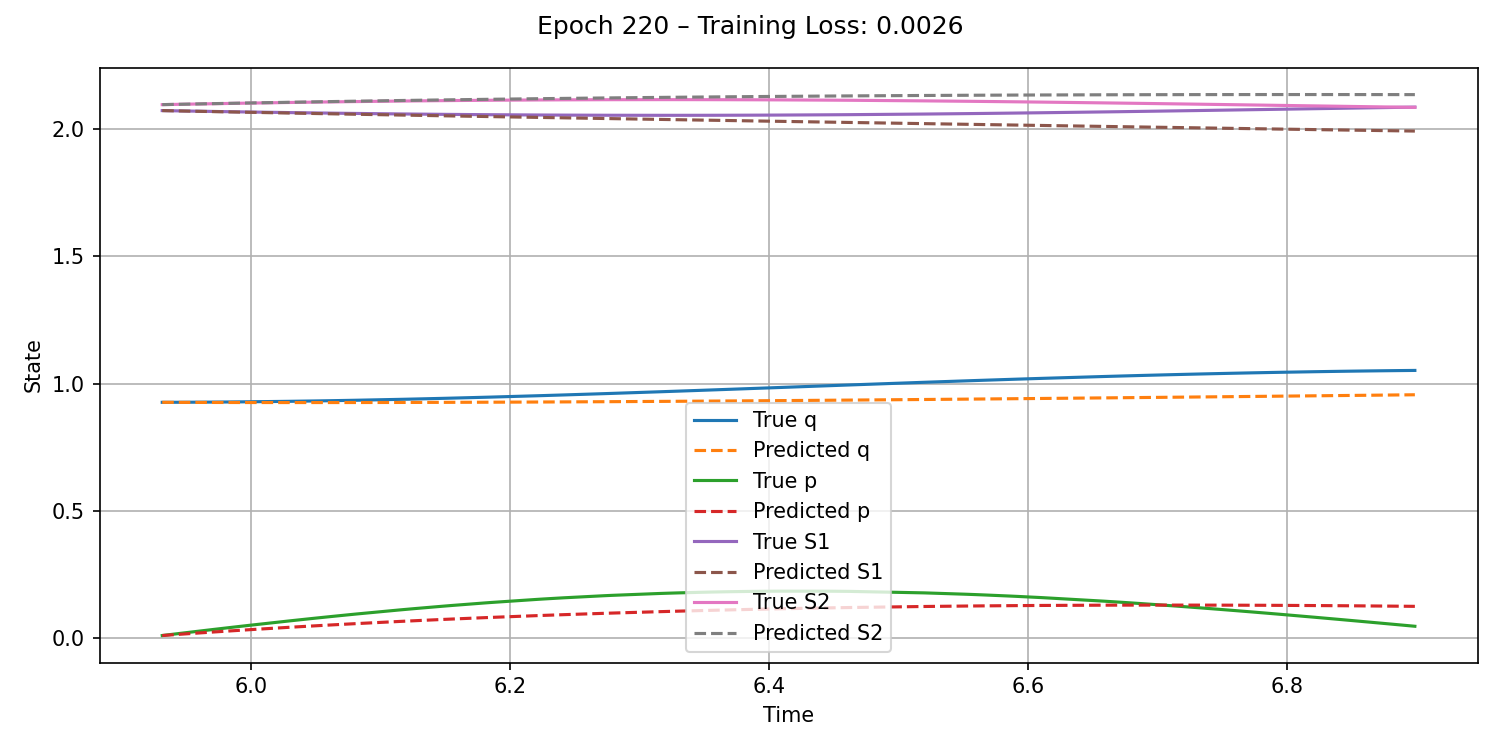 Epoch 220 – Training Loss: 0.0026
2.0
1.5
1.0
0.5
0.0
State
True q
Predicted q
True p
Predicted p
True S1
Predicted S1
True S2
Predicted S2
6.0 6.2 6.4 6.6 6.8
Time